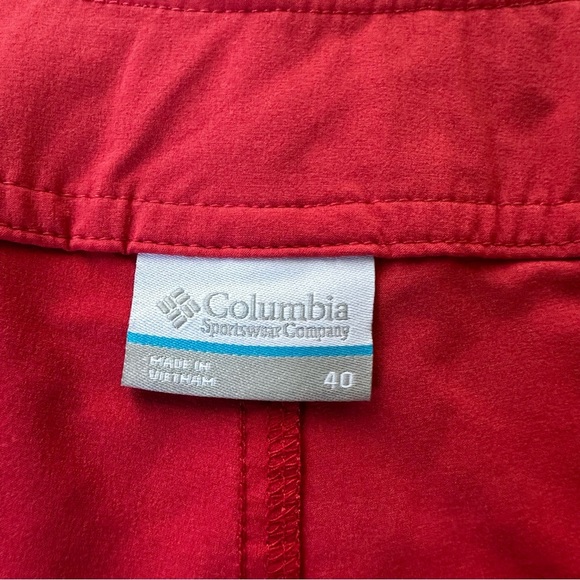 Columbia
Sportswear Company
MADE IN
VIETNAM
40